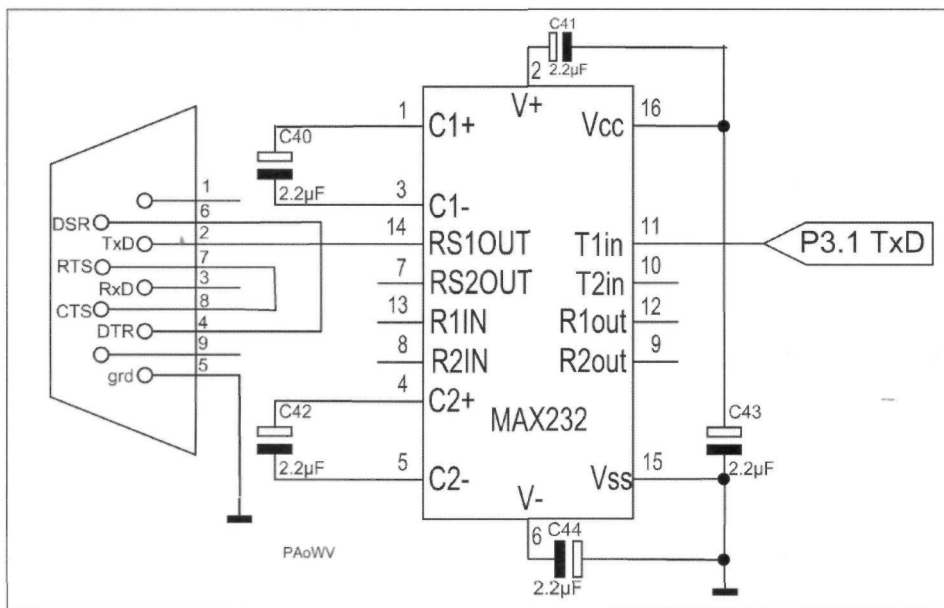 C41
2.2µF
2
V+
1
C1+
16
Vcc
C40
2.2µF
3
C1-
1
6
DSR
2
TxD
7
RTS
3
RxD
8
CTS
4
DTR
9
5
grd
14
RS1OUT
11
T1in
P3.1 TxD
7
RS2OUT
10
T2in
13
R1IN
12
R1out
8
R2IN
9
R2out
4
C2+
C42
2.2µF
MAX232
C43
2.2µF
5
C2-
15
Vss
V-
6
C44
2.2µF
PAoWV